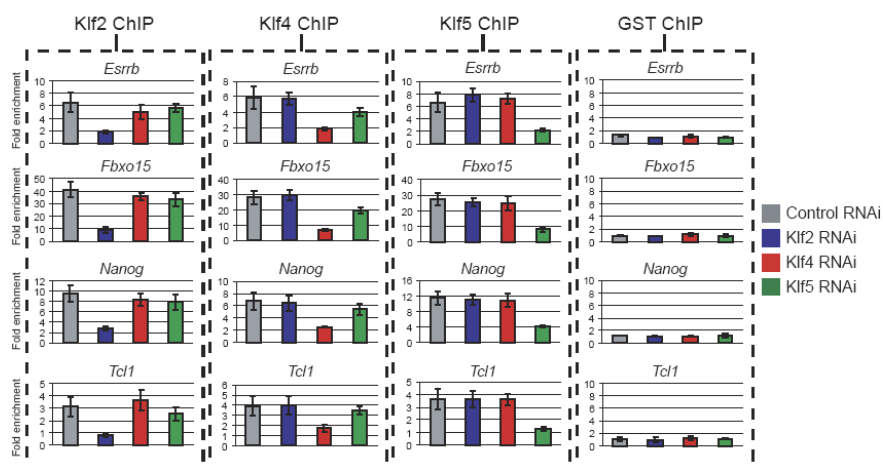 Klf2 ChIP Klf4 ChIP Klf5 ChIP GST ChIP
Esrrb Esrrb Esrrb Esrrb
Fold enrichment
10 8 6 4 2 0
8 6 4 2 0
10 8 6 4 2 0
10 8 6 4 2 0
Fbxo15 Fbxo15 Fbxo15 Fbxo15
Fold enrichment
50 40 30 20 10 0
40 30 20 10 0
40 30 20 10 0
10 8 6 4 2 0
Control RNAi
Klf2 RNAi
Klf4 RNAi
Klf5 RNAi
Nanog Nanog Nanog Nanog
Fold enrichment
12 10 8 6 4 2 0
10 8 6 4 2 0
16 12 8 4 0
10 8 6 4 2 0
Tcl1 Tcl1 Tcl1 Tcl1
Fold enrichment
5 4 3 2 1 0
6 5 4 3 2 1 0
5 4 3 2 1 0
10 8 6 4 2 0